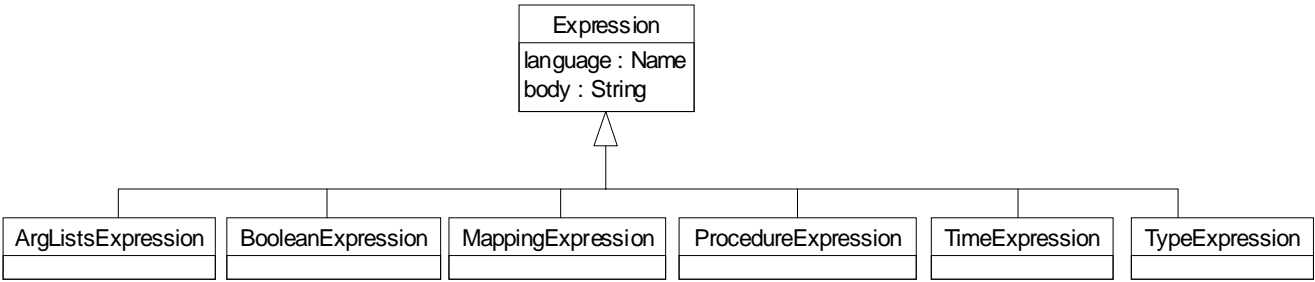 Expression
language : Name
body : String
ArgListsExpression
BooleanExpression
MappingExpression
ProcedureExpression
TimeExpression
TypeExpression